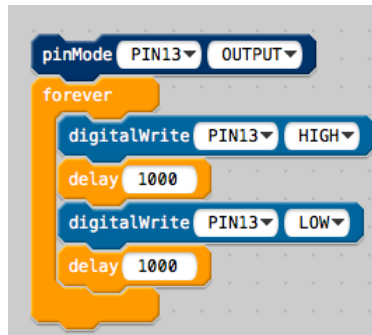 pinMode PIN13 OUTPUT
forever
digitalWrite PIN13 HIGH
delay 1000
digitalWrite PIN13 LOW
delay 1000